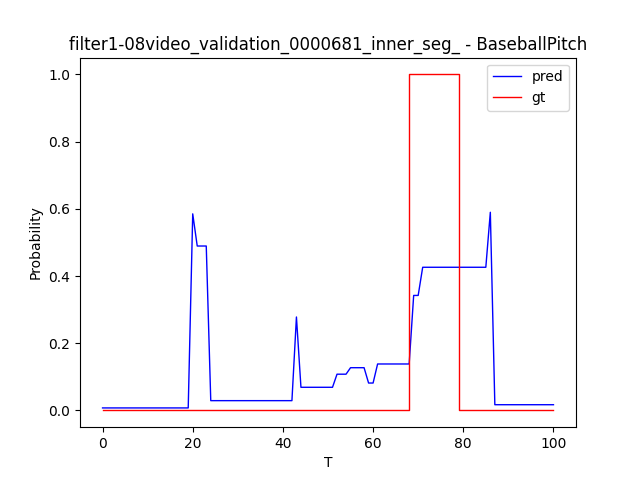 filter1-08video_validation_0000681_inner_seg_ - BaseballPitch
pred
gt
1.0
0.8
0.6
0.4
0.2
0.0
Probability
0
20
40
60
80
100
T